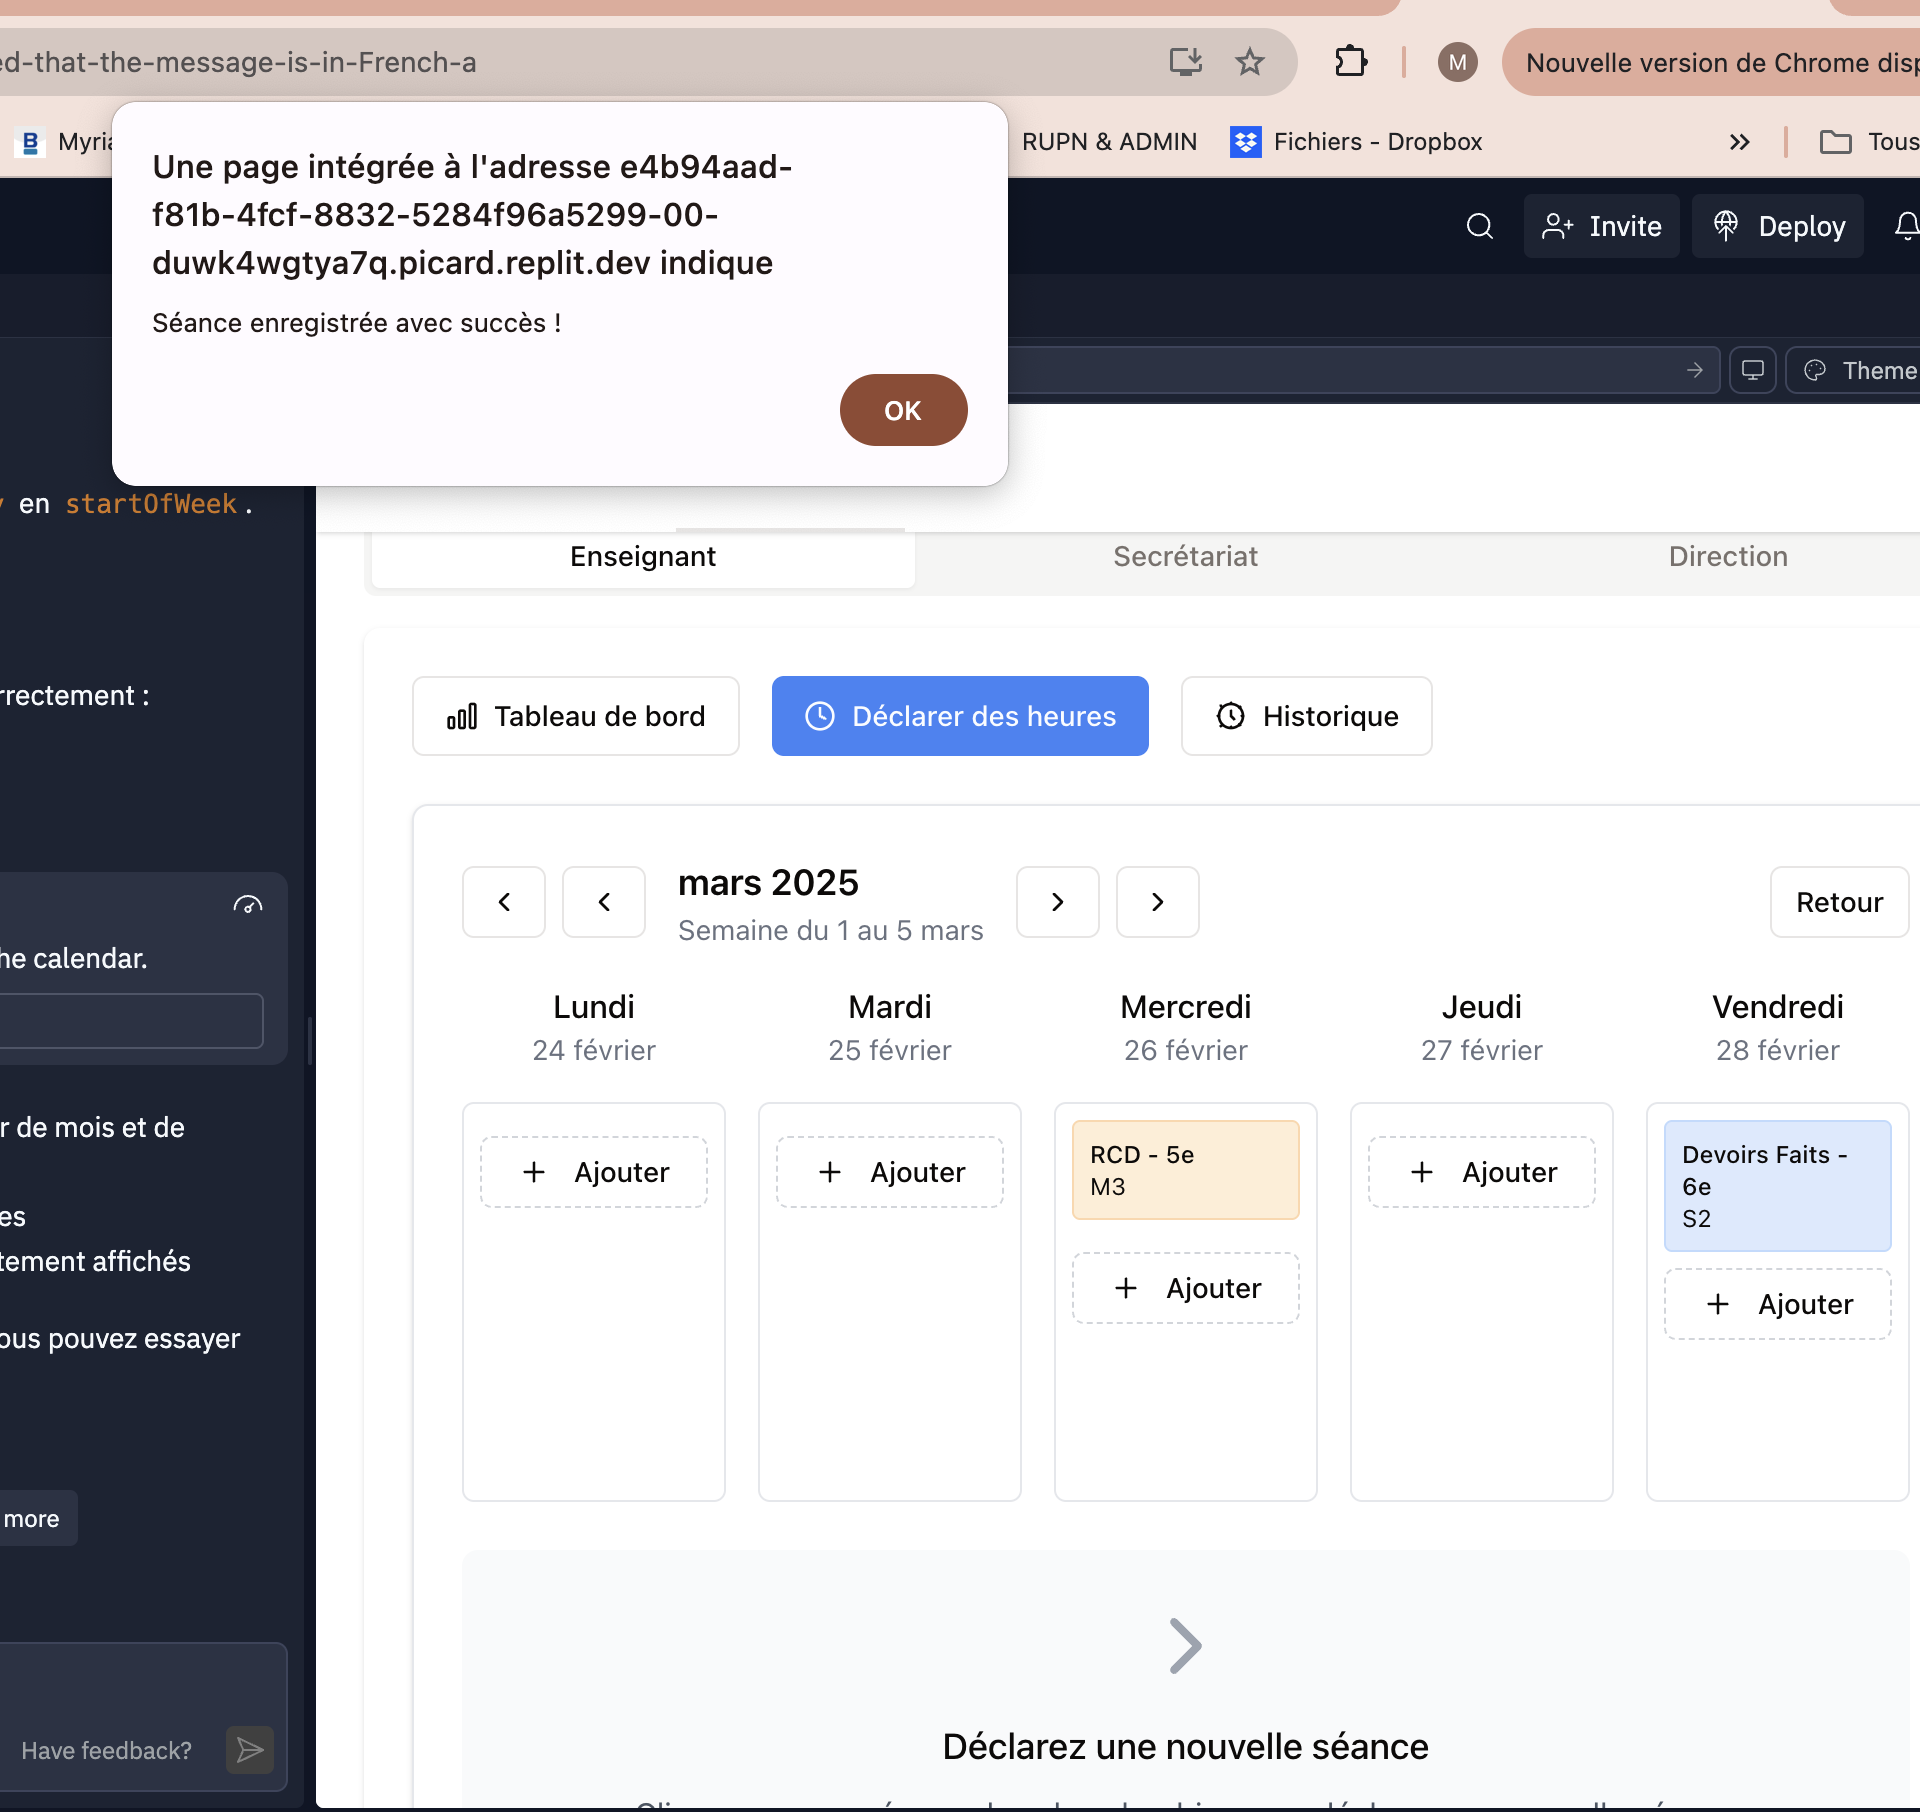 ed-that-the-message-is-in-French-a
M
Nouvelle version de Chrome disp
B
Myria
RUPN & ADMIN
Fichiers - Dropbox
Tous
Une page intégrée à l'adresse e4b94aad-
f81b-4fcf-8832-5284f96a5299-00-
duwk4wgtya7q.picard.replit.dev indique
Séance enregistrée avec succès !
OK
Invite
Deploy
Theme
en startOfWeek.
rrectement :
he calendar.
r de mois et de
es
tement affichés
ous pouvez essayer
more
Have feedback?
Enseignant
Secrétariat
Direction
Tableau de bord
Déclarer des heures
Historique
mars 2025
Semaine du 1 au 5 mars
Retour
Lundi
24 février
Mardi
25 février
Mercredi
26 février
Jeudi
27 février
Vendredi
28 février
+ Ajouter
+ Ajouter
RCD - 5e
M3
+ Ajouter
+ Ajouter
Devoirs Faits -
6e
S2
+ Ajouter
Déclarez une nouvelle séance